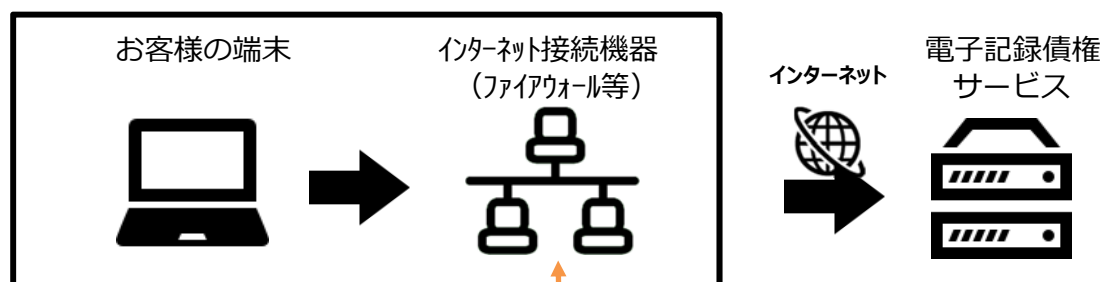 お客様の端末
インターネット接続機器
（ファイアウォール等）
インターネット
電子記録債権
サービス